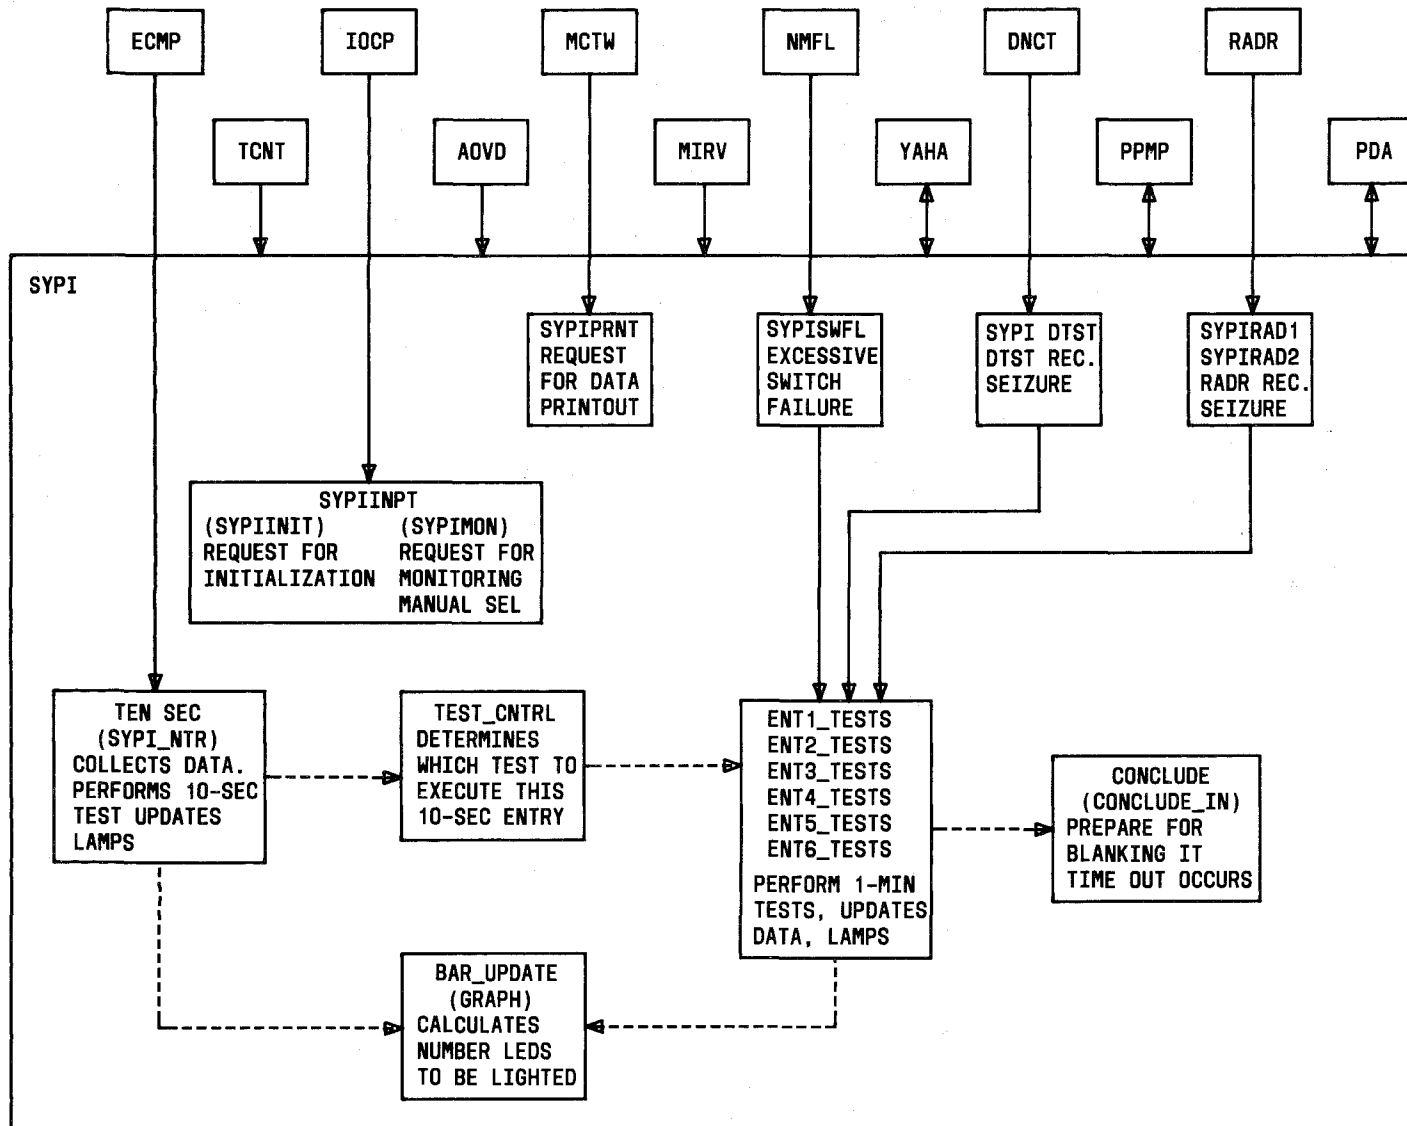 ECMP
IOCP
MCTW
NMFL
DNCT
RADR
TCNT
AOVD
MIRV
YAHA
PPMP
PDA
SYPI
SYPIPRNT
REQUEST
FOR DATA
PRINTOUT
SYPISWFL
EXCESSIVE
SWITCH
FAILURE
SYPI DTST
DTST REC.
SEIZURE
SYPIRAD1
SYPIRAD2
RADR REC.
SEIZURE
SYPIINPT
(SYPIINIT)
REQUEST FOR
INITIALIZATION
(SYPIMON)
REQUEST FOR
MONITORING
MANUAL SEL
TEN SEC
(SYPI_NTR)
COLLECTS DATA.
PERFORMS 10-SEC
TEST UPDATES
LAMPS
TEST_CNTRL
DETERMINES
WHICH TEST TO
EXECUTE THIS
10-SEC ENTRY
ENT1_TESTS
ENT2_TESTS
ENT3_TESTS
ENT4_TESTS
ENT5_TESTS
ENT6_TESTS
PERFORM 1-MIN
TESTS, UPDATES
DATA, LAMPS
CONCLUDE
(CONCLUDE_IN)
PREPARE FOR
BLANKING IT
TIME OUT OCCURS
BAR_UPDATE
(GRAPH)
CALCULATES
NUMBER LEDS
TO BE LIGHTED